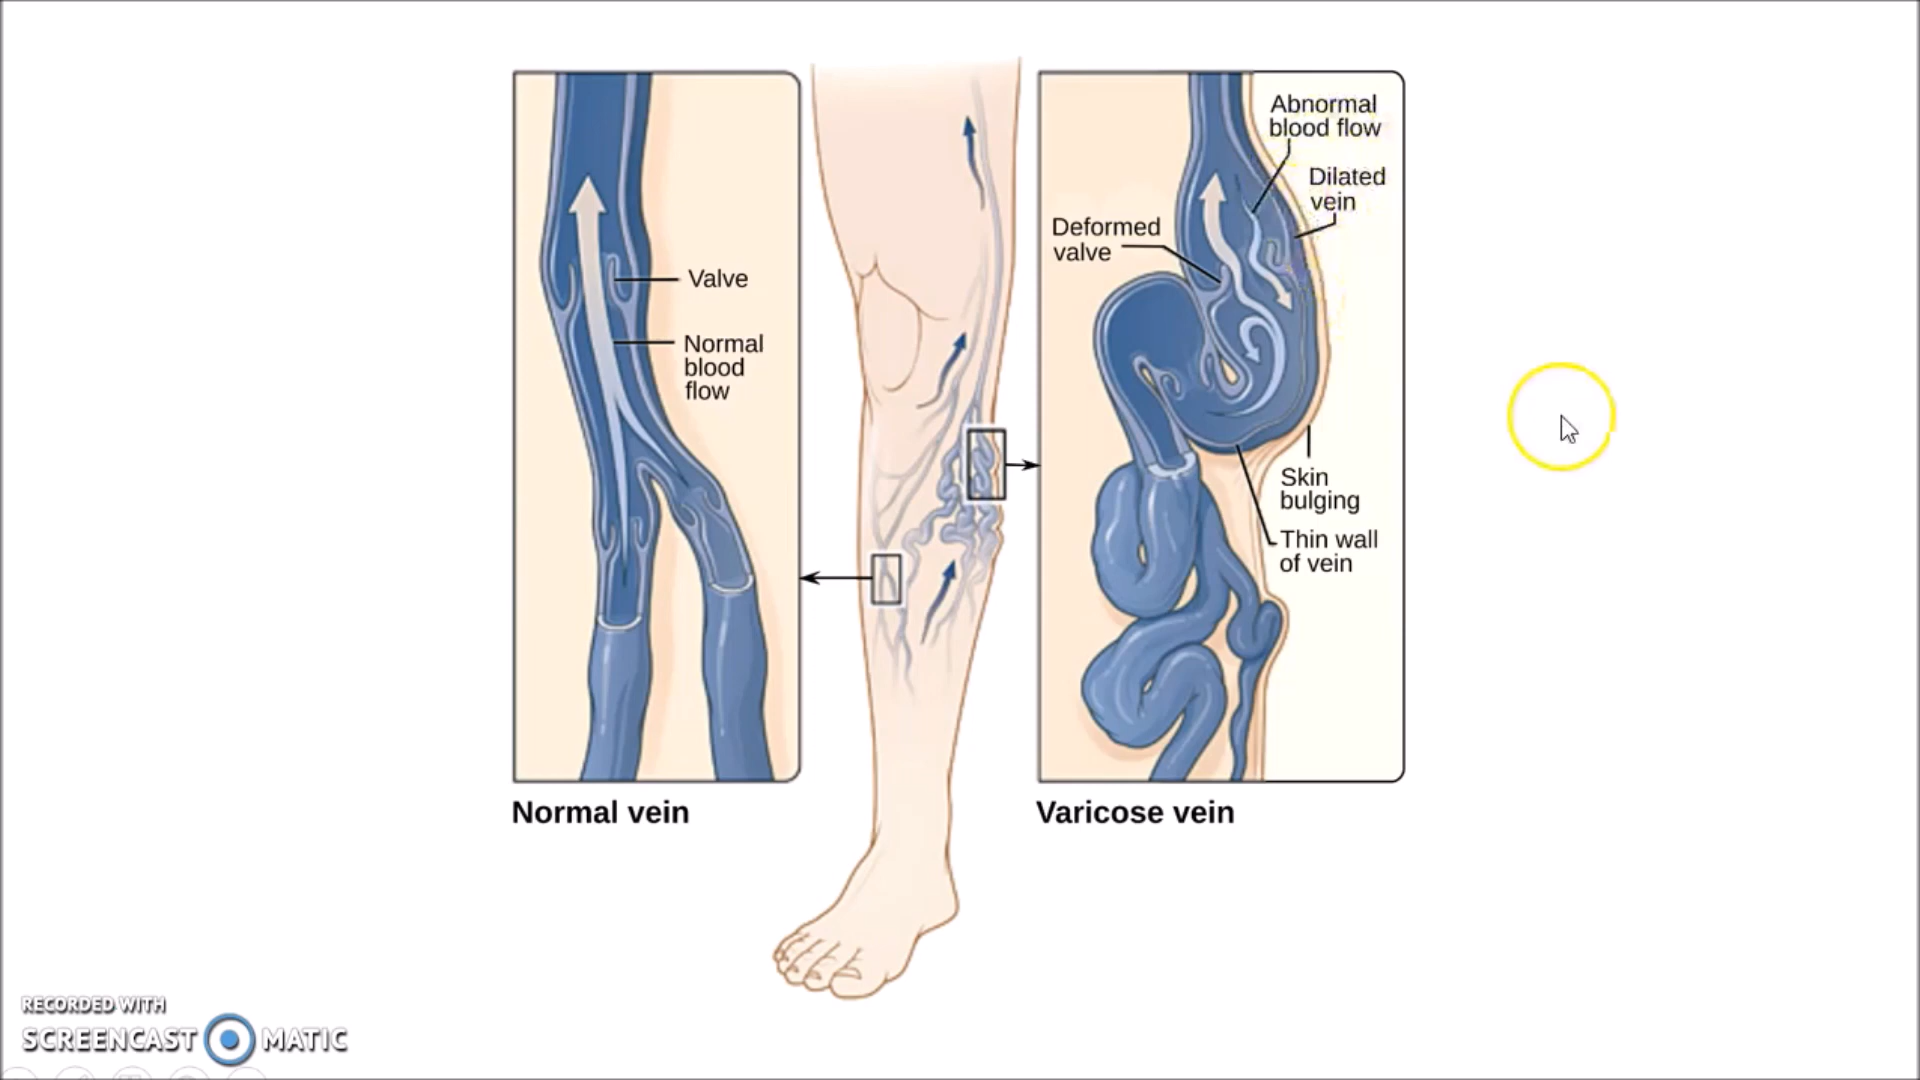 Abnormal
blood flow
Dilated
vein
Deformed
valve
Valve
Normal
blood
flow
Skin
bulging
Thin wall
of vein
Normal vein
Varicose vein
RECORDED WITH
SCREENCAST MATIC